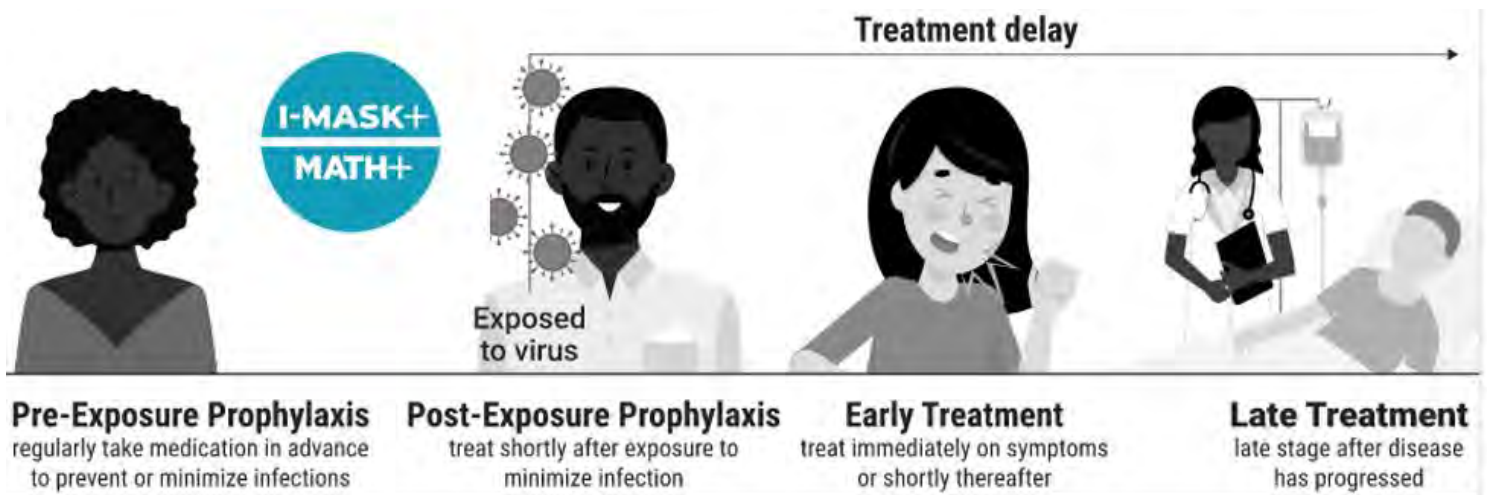 Treatment delay
I-MASK+
MATH+
Exposed
to virus
Pre-Exposure Prophylaxis
regularly take medication in advance
to prevent or minimize infections
Post-Exposure Prophylaxis
treat shortly after exposure to
minimize infection
Early Treatment
treat immediately on symptoms
or shortly thereafter
Late Treatment
late stage after disease
has progressed